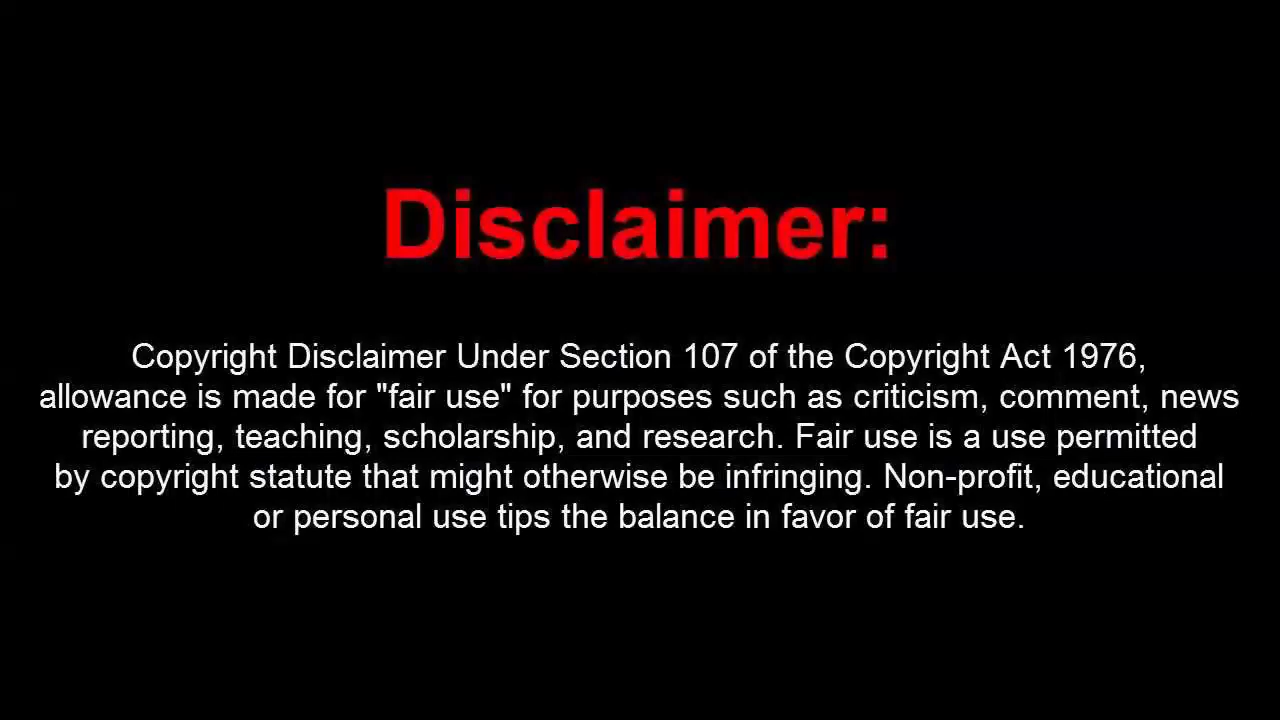 Disclaimer:
Copyright Disclaimer Under Section 107 of the Copyright Act 1976,
allowance is made for "fair use" for purposes such as criticism, comment, news
reporting, teaching, scholarship, and research. Fair use is a use permitted
by copyright statute that might otherwise be infringing. Non-profit, educational
or personal use tips the balance in favor of fair use.